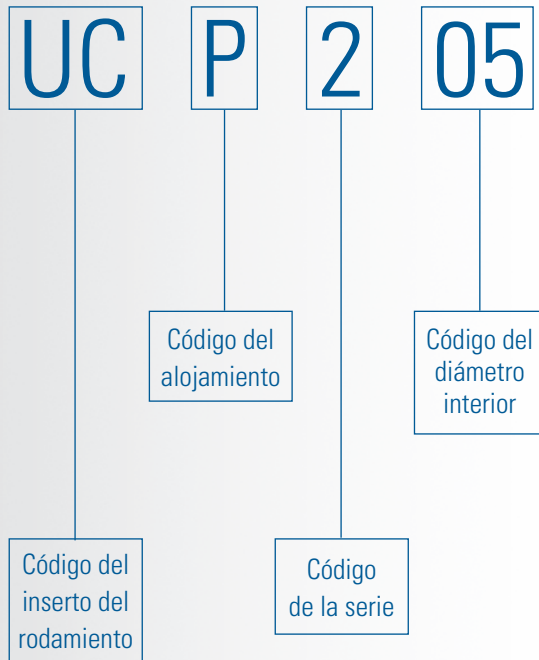 UC P 2 05
Código del
alojamiento
Código del
diámetro
interior
Código del
inserto del
rodamiento
Código
de la serie